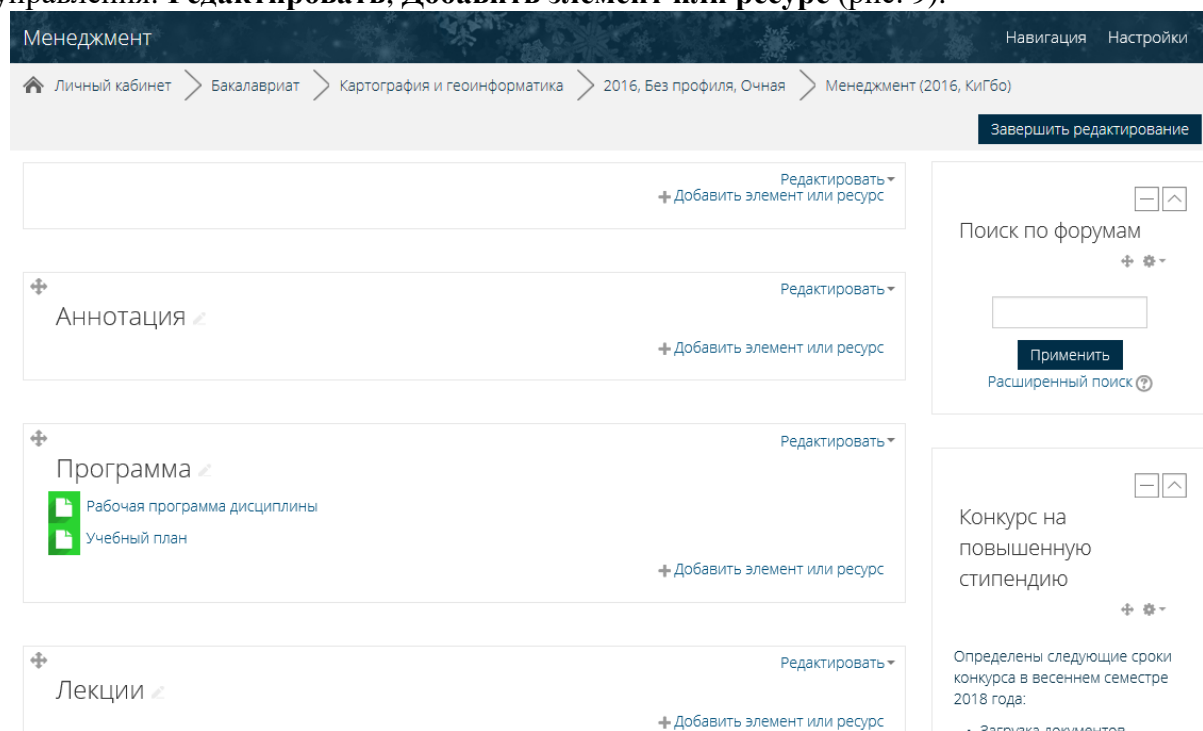 управления: Редактировать, Добавить элемент или ресурс (рис. 9).
Менеджмент
Навигация Настройки
Личный кабинет Бакалавриат Картография и геоинформатика 2016, Без профиля, Очная Менеджмент (2016, КиГбо)
Завершить редактирование
Редактировать
Добавить элемент или ресурс
Редактировать
Аннотация
Добавить элемент или ресурс
Редактировать
Программа
Рабочая программа дисциплины
Учебный план
Добавить элемент или ресурс
Редактировать
Лекции
Добавить элемент или ресурс
Поиск по форумам
Применить
Расширенный поиск
Конкурс на
повышенную
стипендию
Определены следующие сроки
конкурса в весеннем семестре
2018 года:
• Загрузка документов